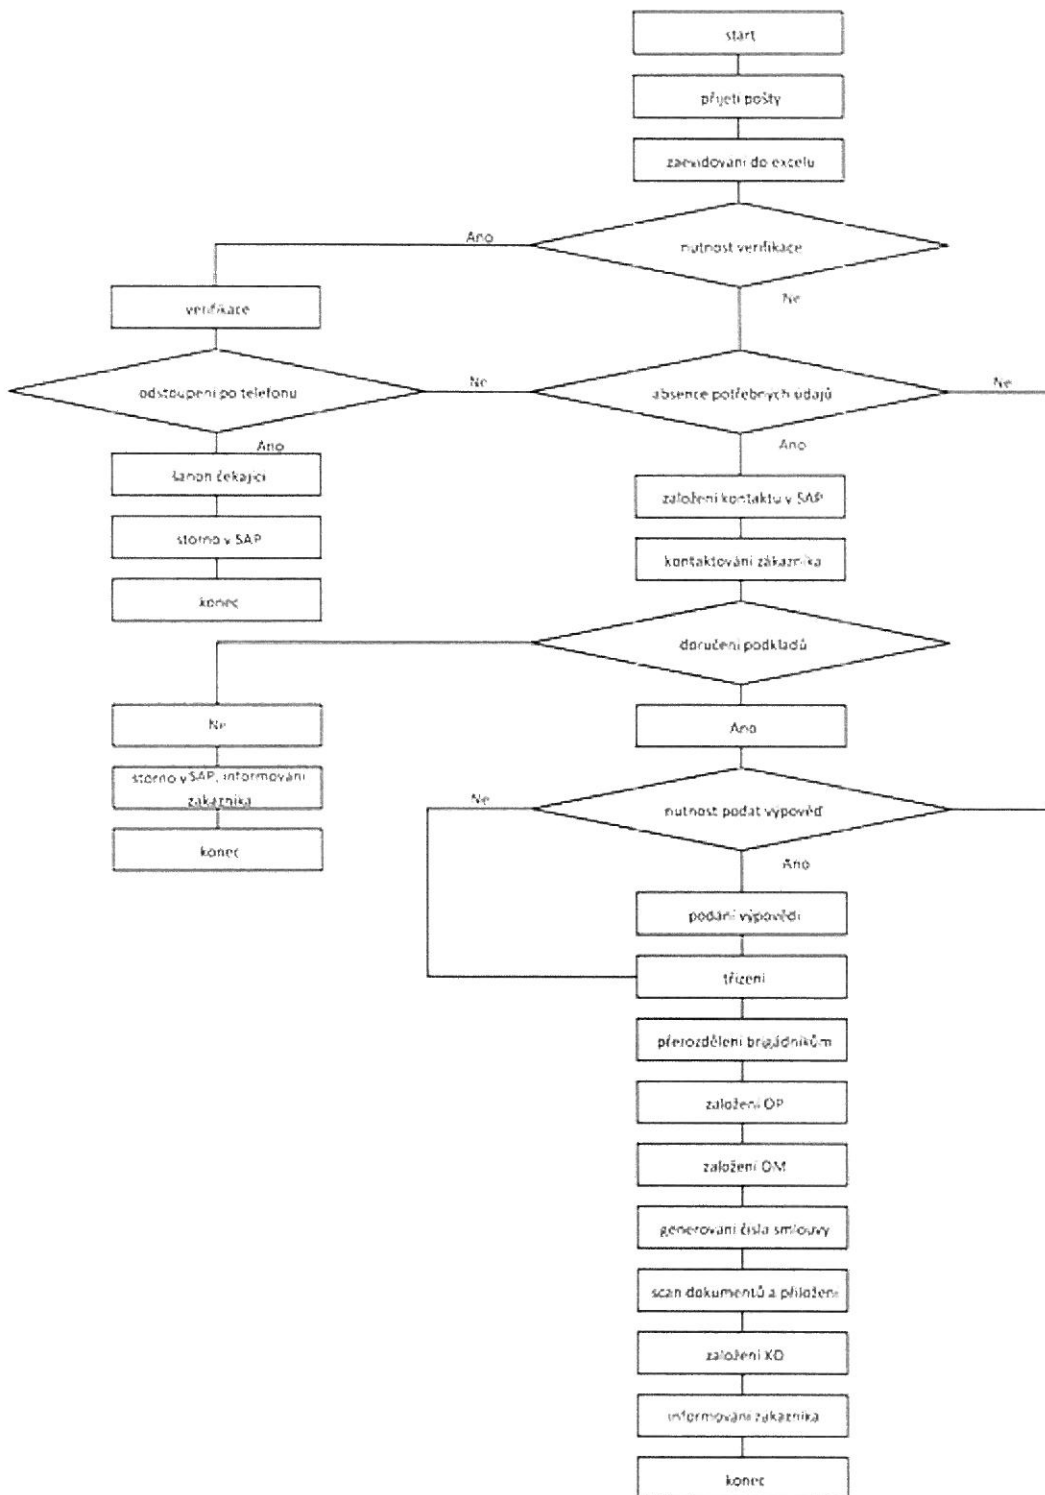 start
přijetí pošty
zaevidování do excelu
nutnost verifikace
Ano
Ne
verifikace
odstoupení po telefonu
Ne
absence potřebných údajů
Ne
Ano
Ano
šanon čekající
založení kontaktu v SAP
storno v SAP
kontaktování zákazníka
konec
doručení podkladů
Ne
Ano
storno v SAP, informování
zákazníka
Ne
nutnost podat výpověď
konec
Ano
podání výpovědi
třízení
přerozdělení brigádníkům
založení OP
založení OM
generování čísla smlouvy
scan dokumentů a přiložení
založení KD
informování zákazníka
konec